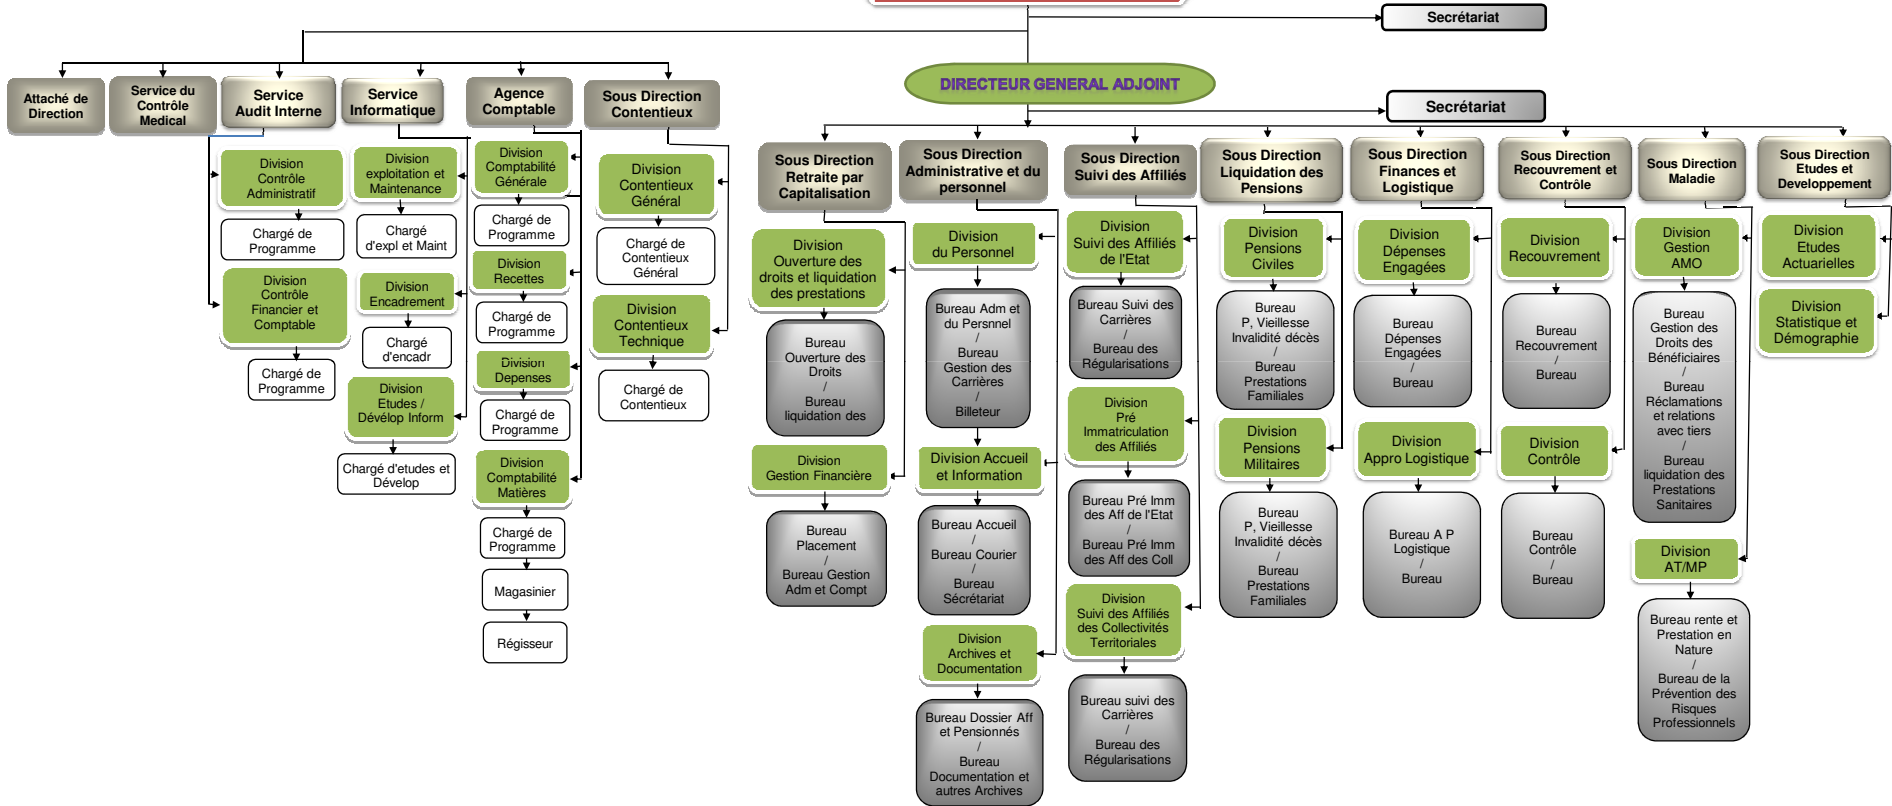 Secrétariat
DIRECTEUR GENERAL ADJOINT
Secrétariat
Attaché de
Direction
Service du
Contrôle
Medical
Service
Audit Interne
Service
Informatique
Agence
Comptable
Sous Direction
Contentieux
Division
Contrôle
Administratif
Chargé de
Programme
Division
Contrôle
Financier et
Comptable
Chargé de
Programme
Division
exploitation et
Maintenance
Chargé
d'expl et Maint
Division
Encadrement
Chargé
d'encadr
Division
Etudes /
Dévélop Inform
Chargé d'etudes et
Dévelop
Division
Comptabilité
Générale
Chargé de
Programme
Division
Recettes
Chargé de
Programme
Division
Depenses
Chargé de
Programme
Division
Comptabilité
Matières
Chargé de
Programme
Magasinier
Régisseur
Division
Contentieux
Général
Chargé de
Contentieux
Général
Division
Contentieux
Technique
Chargé de
Contentieux
Sous Direction
Retraite par
Capitalisation
Division
Ouverture des
droits et liquidation
des prestations
Bureau
Ouverture des
Droits
/
Bureau
liquidation des
Division
Gestion Financière
Bureau
Placement
/
Bureau Gestion
Adm et Compt
Sous Direction
Administrative et du
personnel
Division
du Personnel
Bureau Adm et
du Persnnel
/
Bureau
Gestion des
Carrières
/
Billeteur
Division Accueil
et Information
Bureau Accueil
/
Bureau Courier
/
Bureau
Sécrétariat
Division
Archives et
Documentation
Bureau Dossier Aff
et Pensionnés
/
Bureau
Documentation et
autres Archives
Sous Direction
Suivi des Affiliés
Division
Suivi des Affiliés
de l'Etat
Bureau Suivi des
Carrières
/
Bureau des
Régularisations
Division
Pré
Immatriculation
des Affiliés
Bureau Pré Imm
des Aff de l'Etat
/
Bureau Pré Imm
des Aff des Coll
Division
Suivi des Affiliés
des Collectivités
Territoriales
Bureau suivi des
Carrières
/
Bureau des
Régularisations
Sous Direction
Liquidation des
Pensions
Division
Pensions
Civiles
Bureau
P, Vieillesse
Invalidité décès
/
Bureau
Prestations
Familiales
Division
Pensions
Militaires
Bureau
P, Vieillesse
Invalidité décès
/
Bureau
Prestations
Familiales
Sous Direction
Finances et
Logistique
Division
Dépenses
Engagées
Bureau
Dépenses
Engagées
/
Bureau
Division
Appro Logistique
Bureau A P
Logistique
/
Bureau
Sous Direction
Recouvrement et
Contrôle
Division
Recouvrement
Bureau
Recouvrement
/
Bureau
Division
Contrôle
Bureau
Contrôle
/
Bureau
Sous Direction
Maladie
Division
Gestion
AMO
Bureau
Gestion des
Droits des
Bénéficiaires
/
Bureau
Réclamations
et relations
avec tiers
/
Bureau
liquidation des
Prestations
Sanitaires
Division
AT/MP
Bureau rente et
Prestation en
Nature
/
Bureau de la
Prévention des
Risques
Professionnels
Sous Direction
Etudes et
Developpement
Division
Etudes
Actuarielles
Division
Statistique et
Démographie